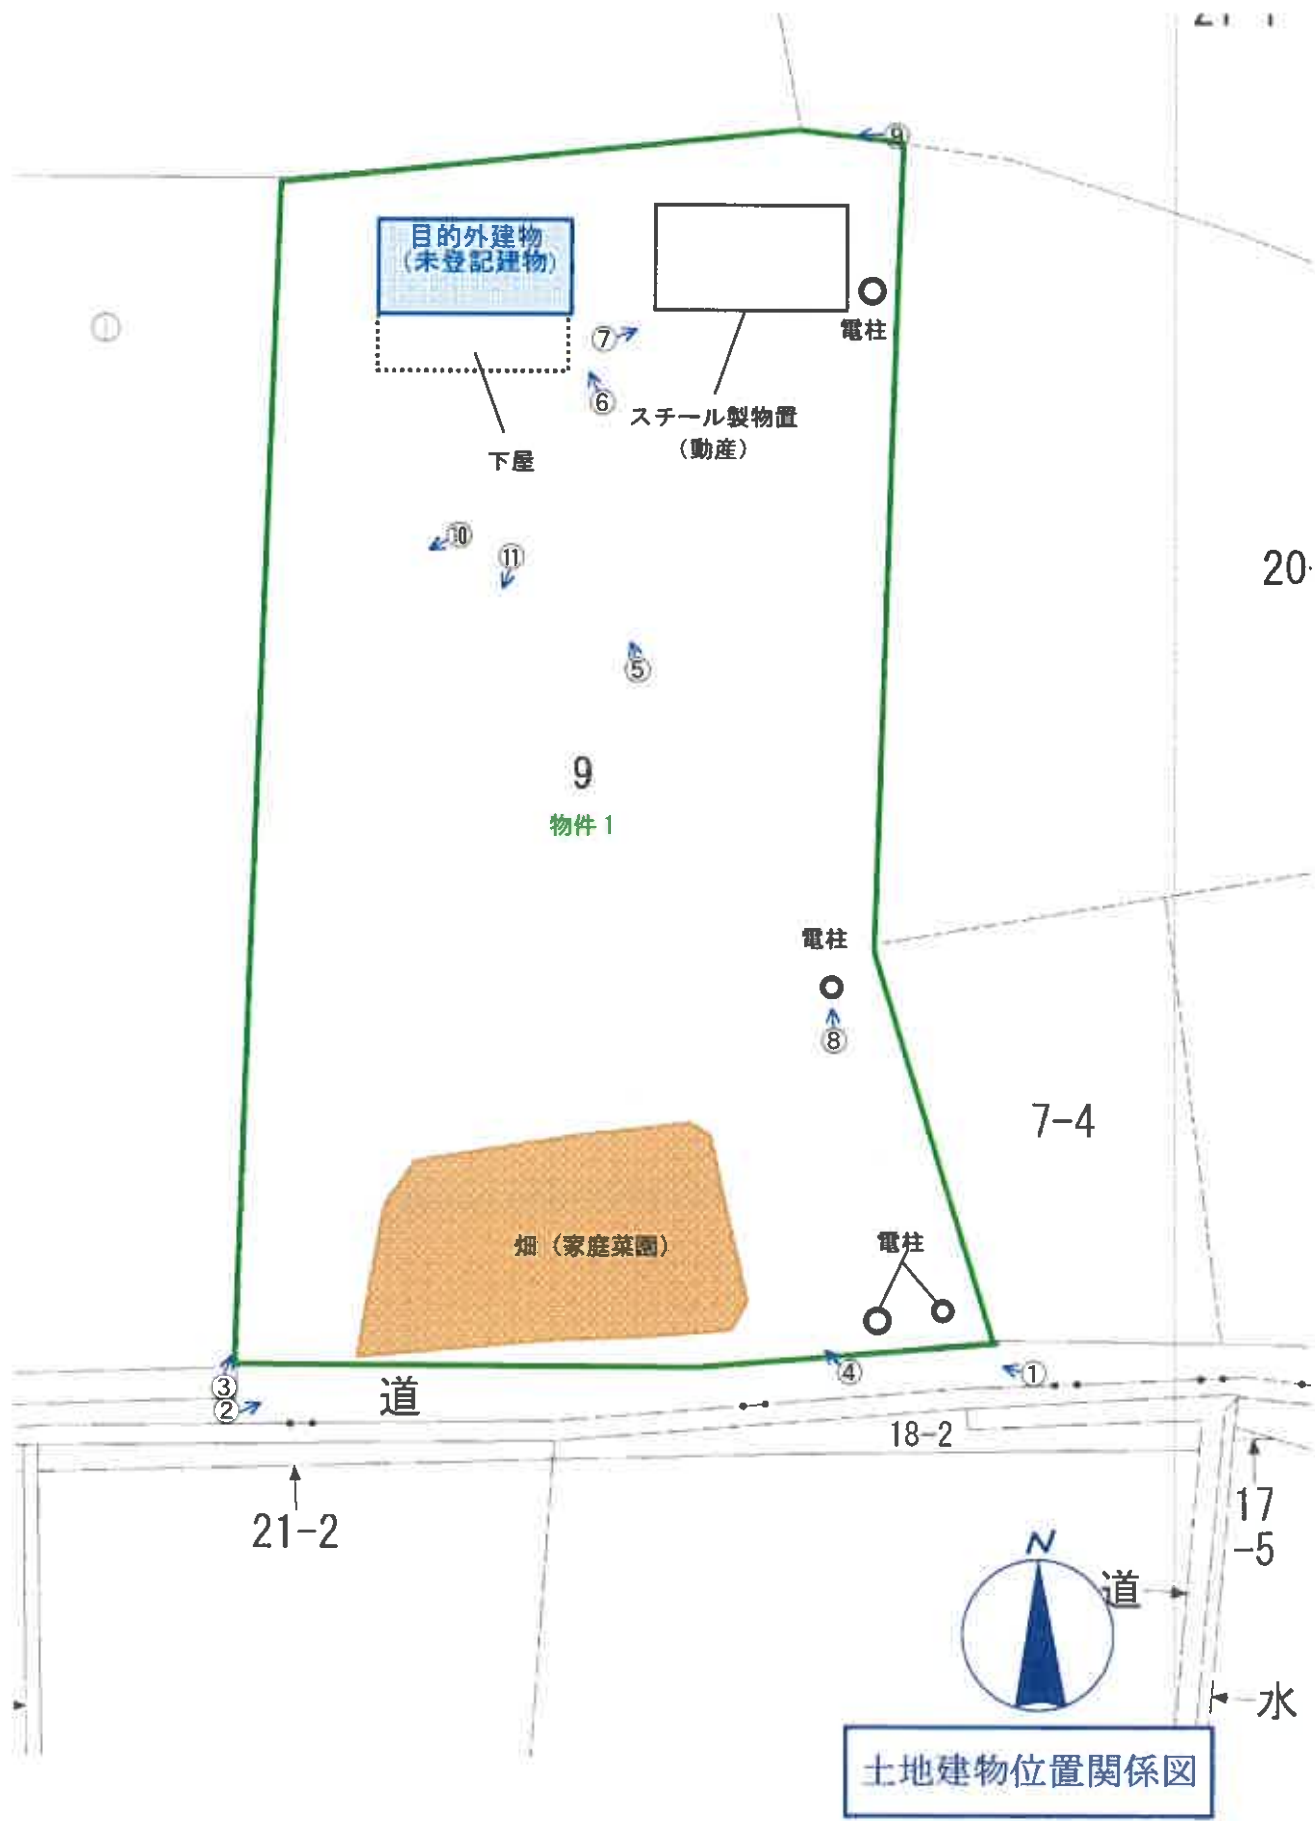 ⑨
目的外建物
(未登記建物)
電柱
⑦
⑥
スチール製物置
(動産)
下屋
⑩
⑪
20
⑤
9
物件1
電柱
⑧
7-4
畑(家庭菜園)
電柱
③
②
道
④
①
18-2
21-2
17
-5
N
道
水
土地建物位置関係図